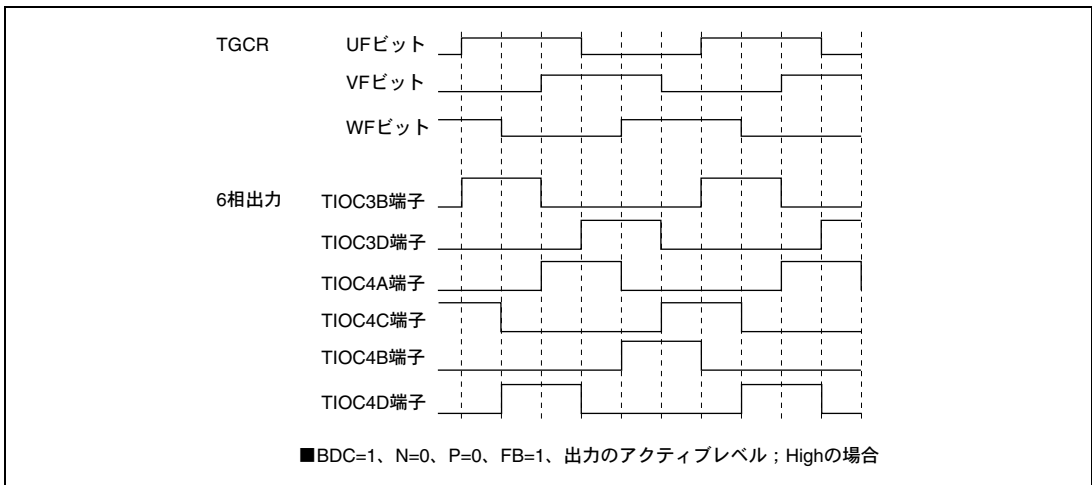 TGCR UFビット
VFビット
WFビット
6相出力 TIOC3B端子
TIOC3D端子
TIOC4A端子
TIOC4C端子
TIOC4B端子
TIOC4D端子
■BDC=1、N=0、P=0、FB=1、出力のアクティブレベル；Highの場合